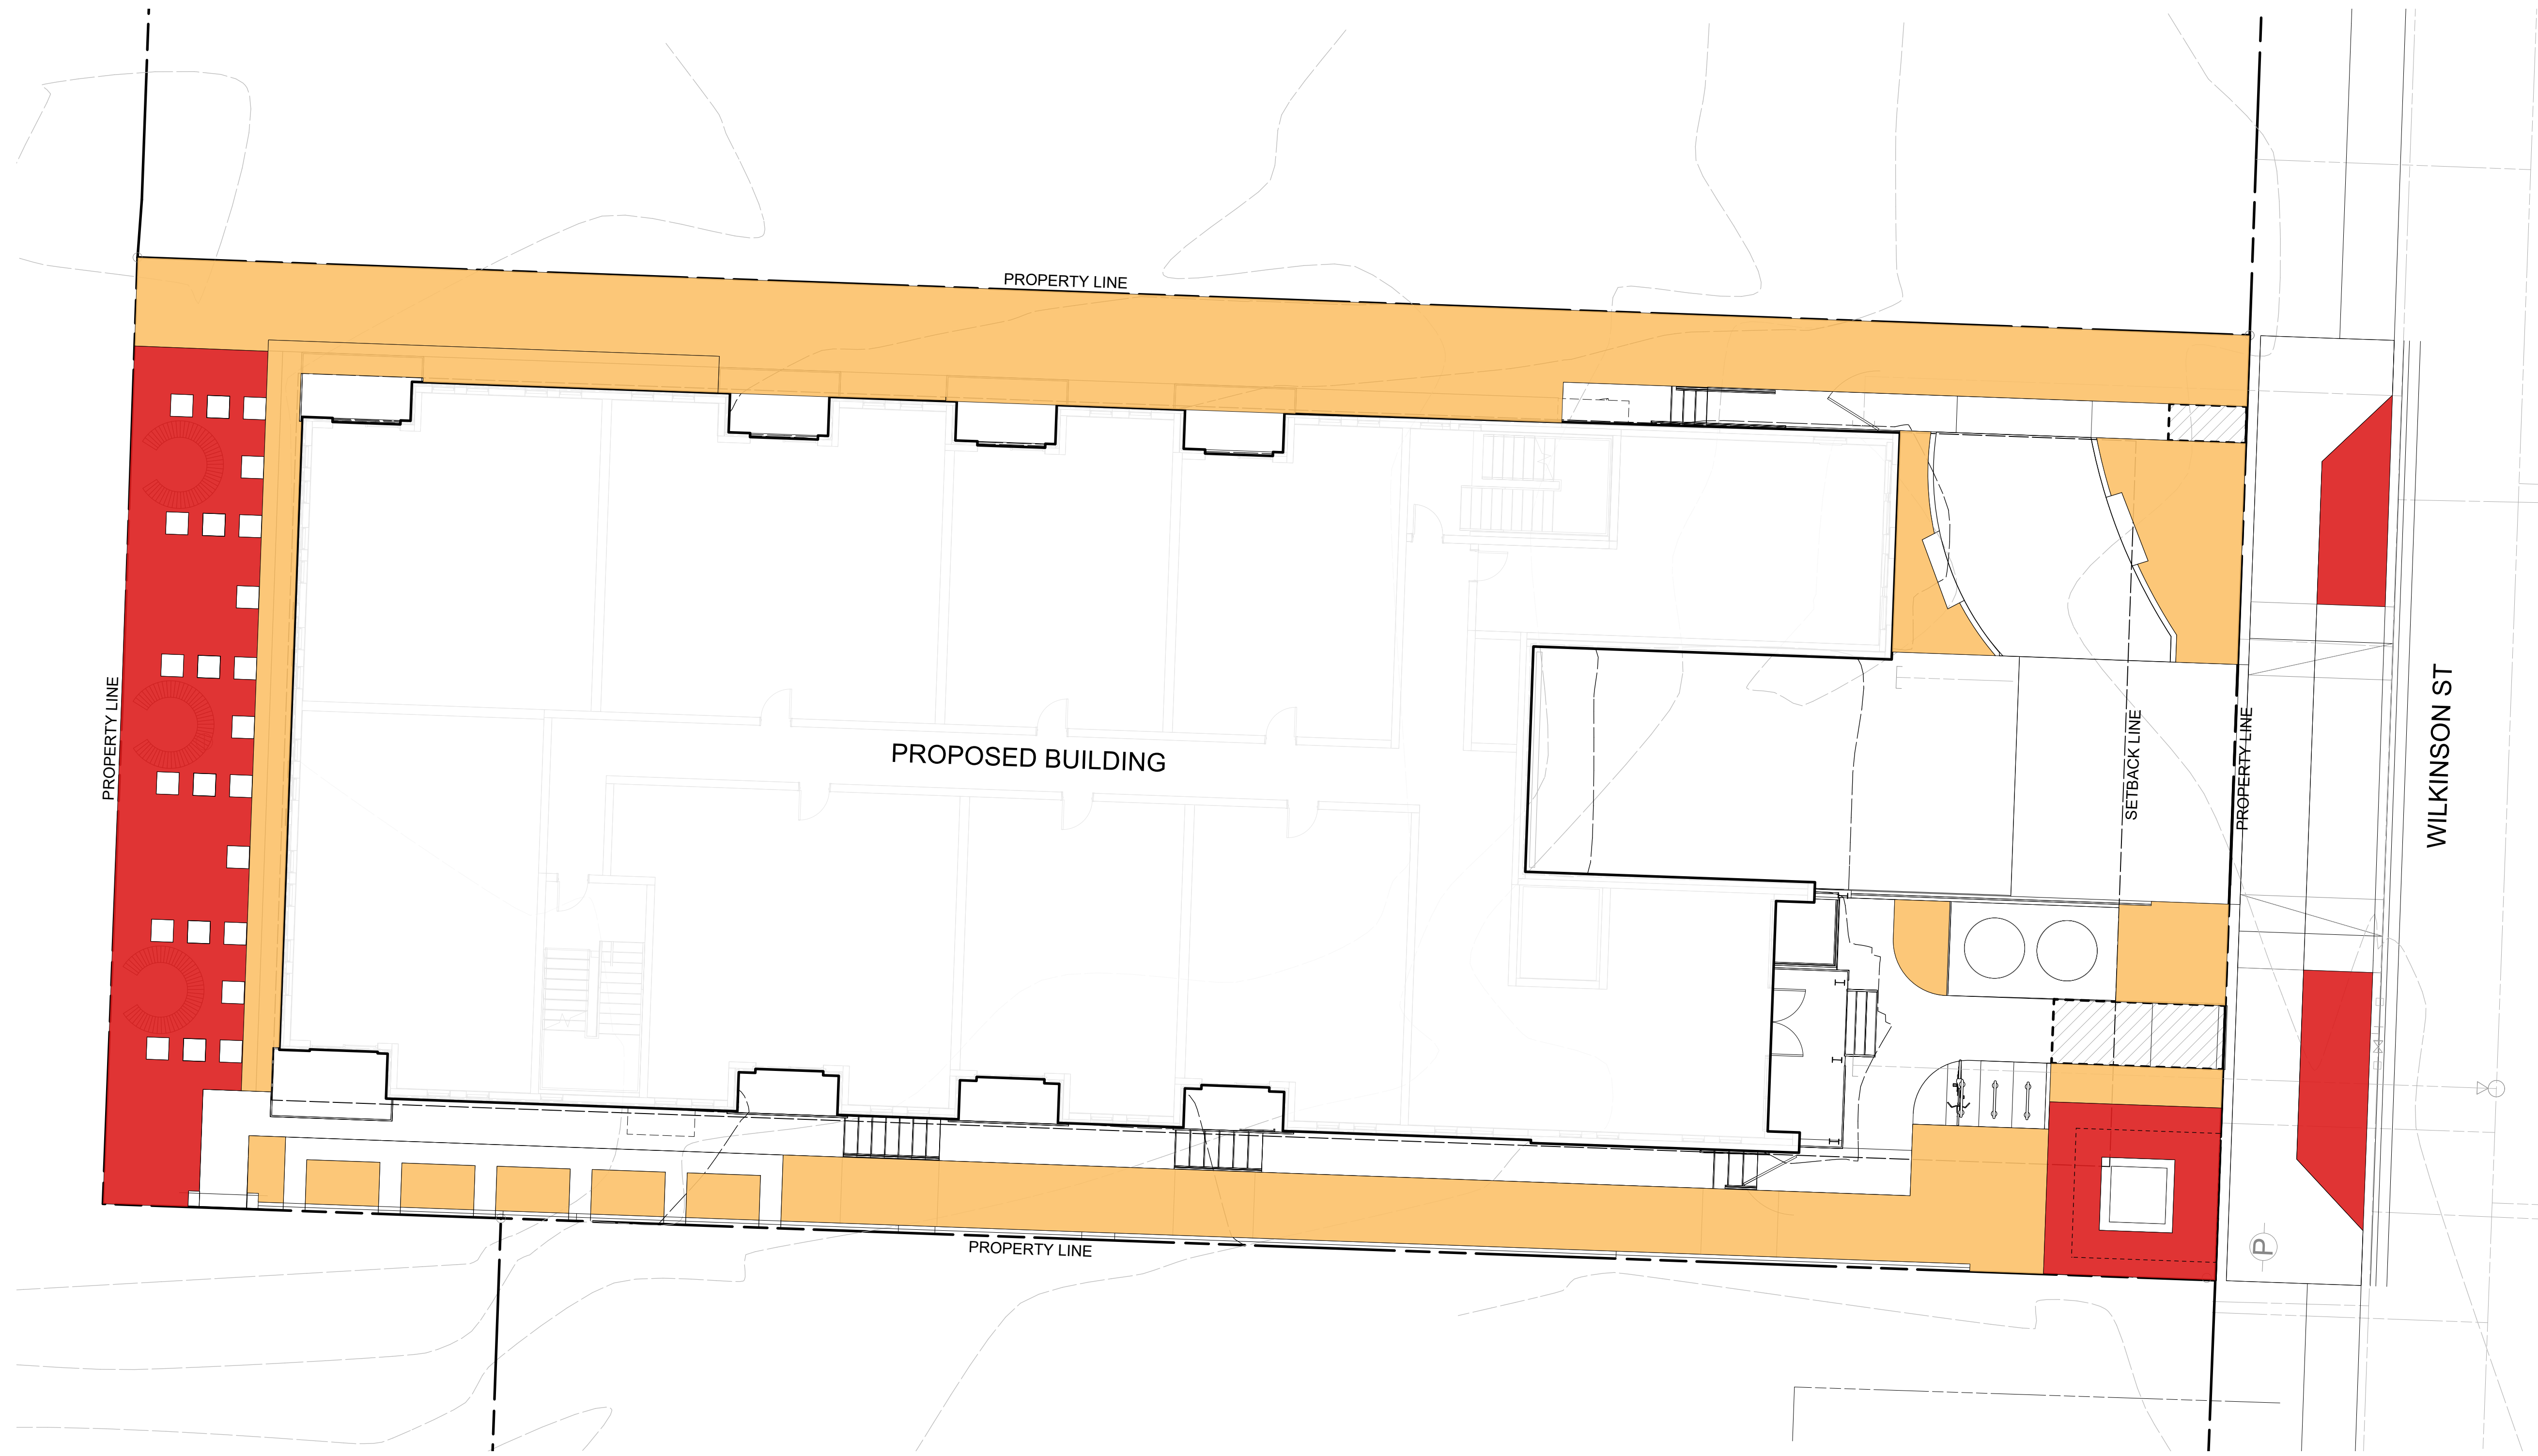 PROPERTY LINE
PROPERTY LINE
PROPOSED BUILDING
SETBACK LINE
PROPERTY LINE
WILKINSON ST
PROPERTY LINE
P